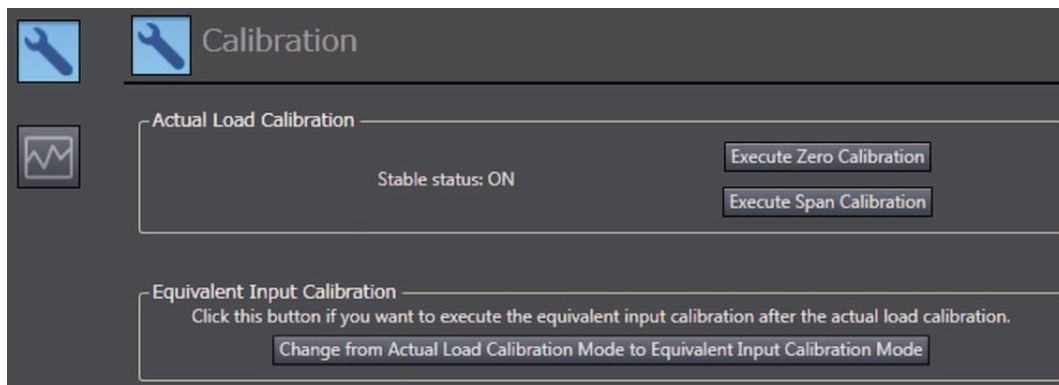 Calibration
Actual Load Calibration
Stable status: ON
Execute Zero Calibration
Execute Span Calibration
Equivalent Input Calibration
Click this button if you want to execute the equivalent input calibration after the actual load calibration.
Change from Actual Load Calibration Mode to Equivalent Input Calibration Mode